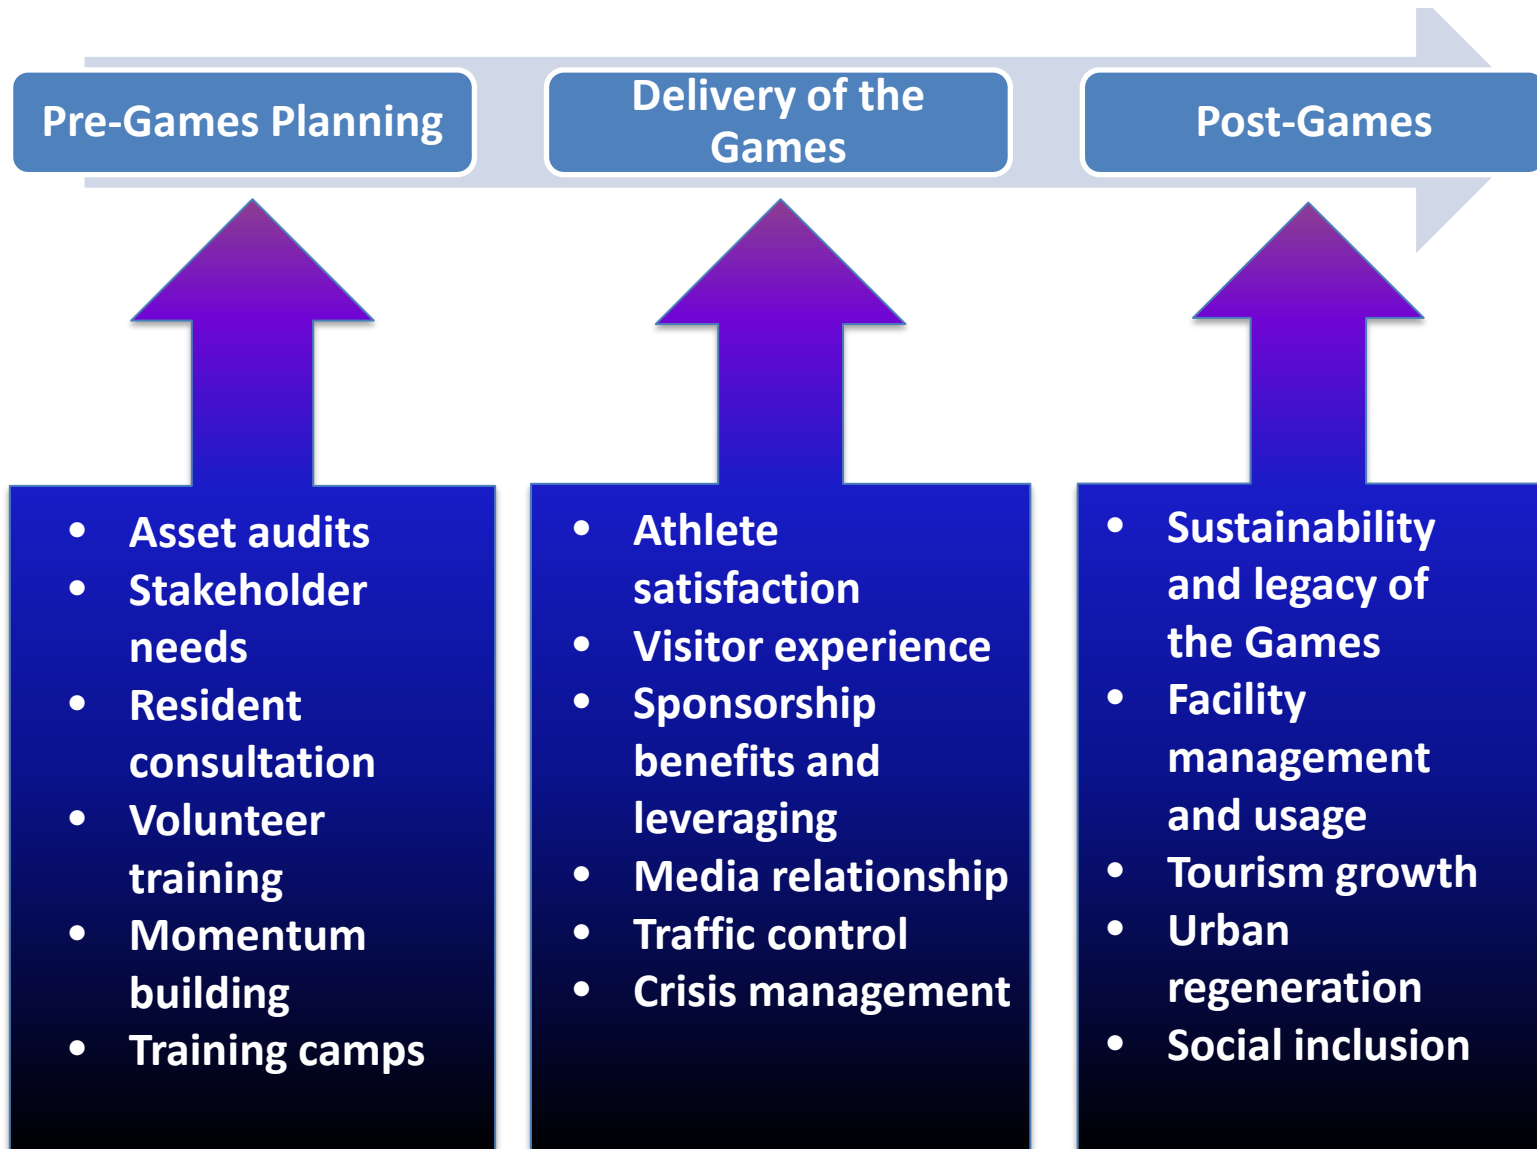 Pre-Games Planning
Delivery of the
Games
Post-Games
• Asset audits
• Stakeholder
needs
• Resident
consultation
• Volunteer
training
• Momentum
building
• Training camps
• Athlete
satisfaction
• Visitor experience
• Sponsorship
benefits and
leveraging
• Media relationship
• Traffic control
• Crisis management
• Sustainability
and legacy of
the Games
• Facility
management
and usage
• Tourism growth
• Urban
regeneration
• Social inclusion